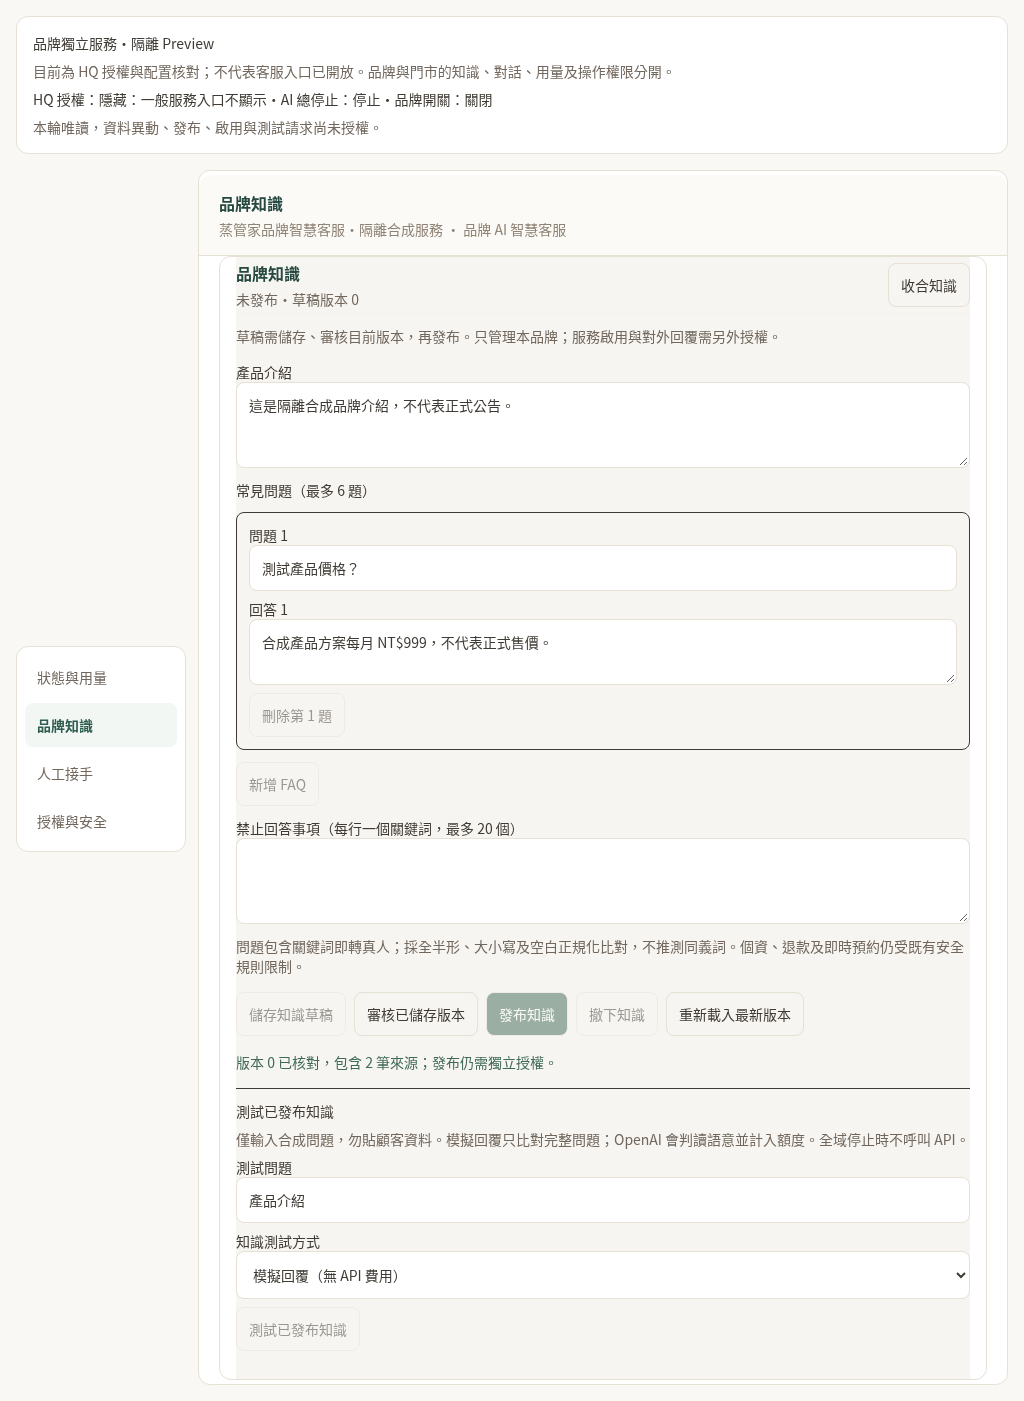 品牌獨立服務・隔離 Preview
目前為 HQ 授權與配置核對；不代表客服入口已開放。品牌與門市的知識、對話、用量及操作權限分開。
HQ 授權：隱藏：一般服務入口不顯示・AI 總停止：停止・品牌開關：關閉
本輪唯讀，資料異動、發布、啟用與測試請求尚未授權。
狀態與用量
品牌知識
人工接手
授權與安全
品牌知識
蒸管家品牌智慧客服・隔離合成服務 ・ 品牌 AI 智慧客服
品牌知識
未發布・草稿版本 0
收合知識
草稿需儲存、審核目前版本，再發布。只管理本品牌；服務啟用與對外回覆需另外授權。
產品介紹
這是隔離合成品牌介紹，不代表正式公告。
常見問題（最多 6 題）
問題 1
測試產品價格？
回答 1
合成產品方案每月 NT$999，不代表正式售價。
刪除第 1 題
新增 FAQ
禁止回答事項（每行一個關鍵詞，最多 20 個）
問題包含關鍵詞即轉真人；採全半形、大小寫及空白正規化比對，不推測同義詞。個資、退款及即時預約仍受既有安全
規則限制。
儲存知識草稿
審核已儲存版本
發布知識
撤下知識
重新載入最新版本
版本 0 已核對，包含 2 筆來源；發布仍需獨立授權。
測試已發布知識
僅輸入合成問題，勿貼顧客資料。模擬回覆只比對完整問題；OpenAI 會判讀語意並計入額度。全域停止時不呼叫 API。
測試問題
產品介紹
知識測試方式
模擬回覆（無 API 費用）
測試已發布知識